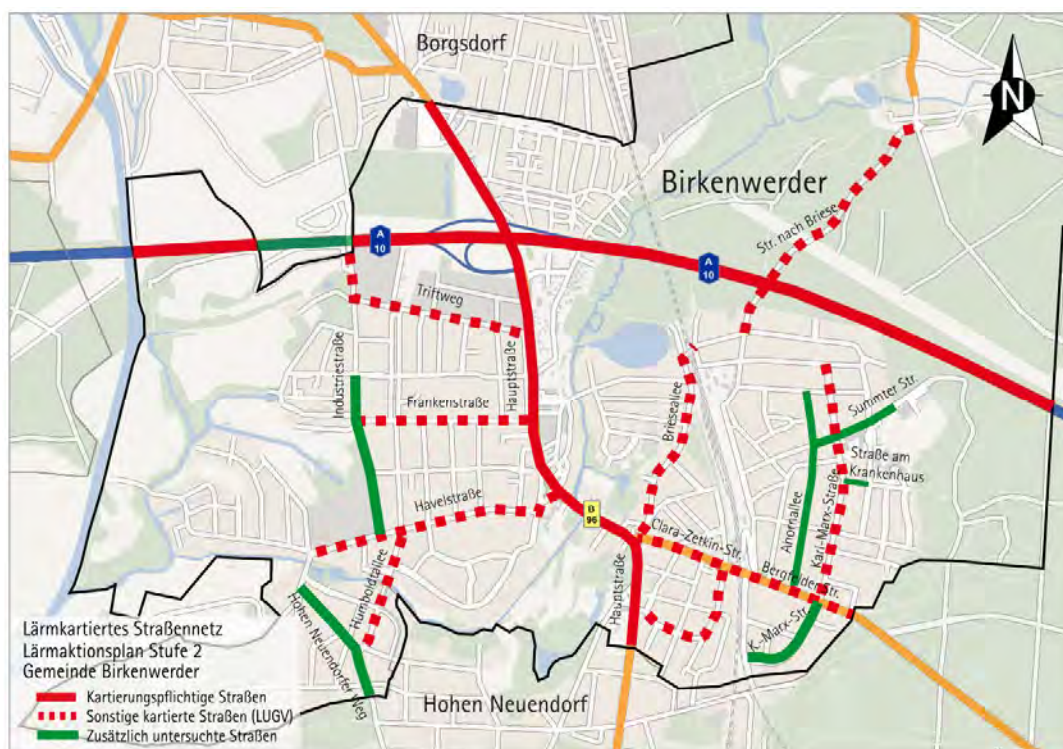 Borgsdorf
N
Birkenwerder
Str. nach Briese
A
10
A
10
Triftweg
Hauptstraße
Industriestraße
Frankenstraße
Brieseallee
Summter Str.
Straße am
Krankenhaus
Karl-Marx-Straße
Anornallee
Havelstraße
B
96
Clara-Zetkin-Str.
Bergfelder Str.
Humboldtallee
Hauptstraße
K.-Marx-Str.
Hohen Neuendorfer Weg
Hohen Neuendorf
Lärmkartiertes Straßennetz
Lärmaktionsplan Stufe 2
Gemeinde Birkenwerder
Kartierungspflichtige Straßen
Sonstige kartierte Straßen (LUGV)
Zusätzlich untersuchte Straßen